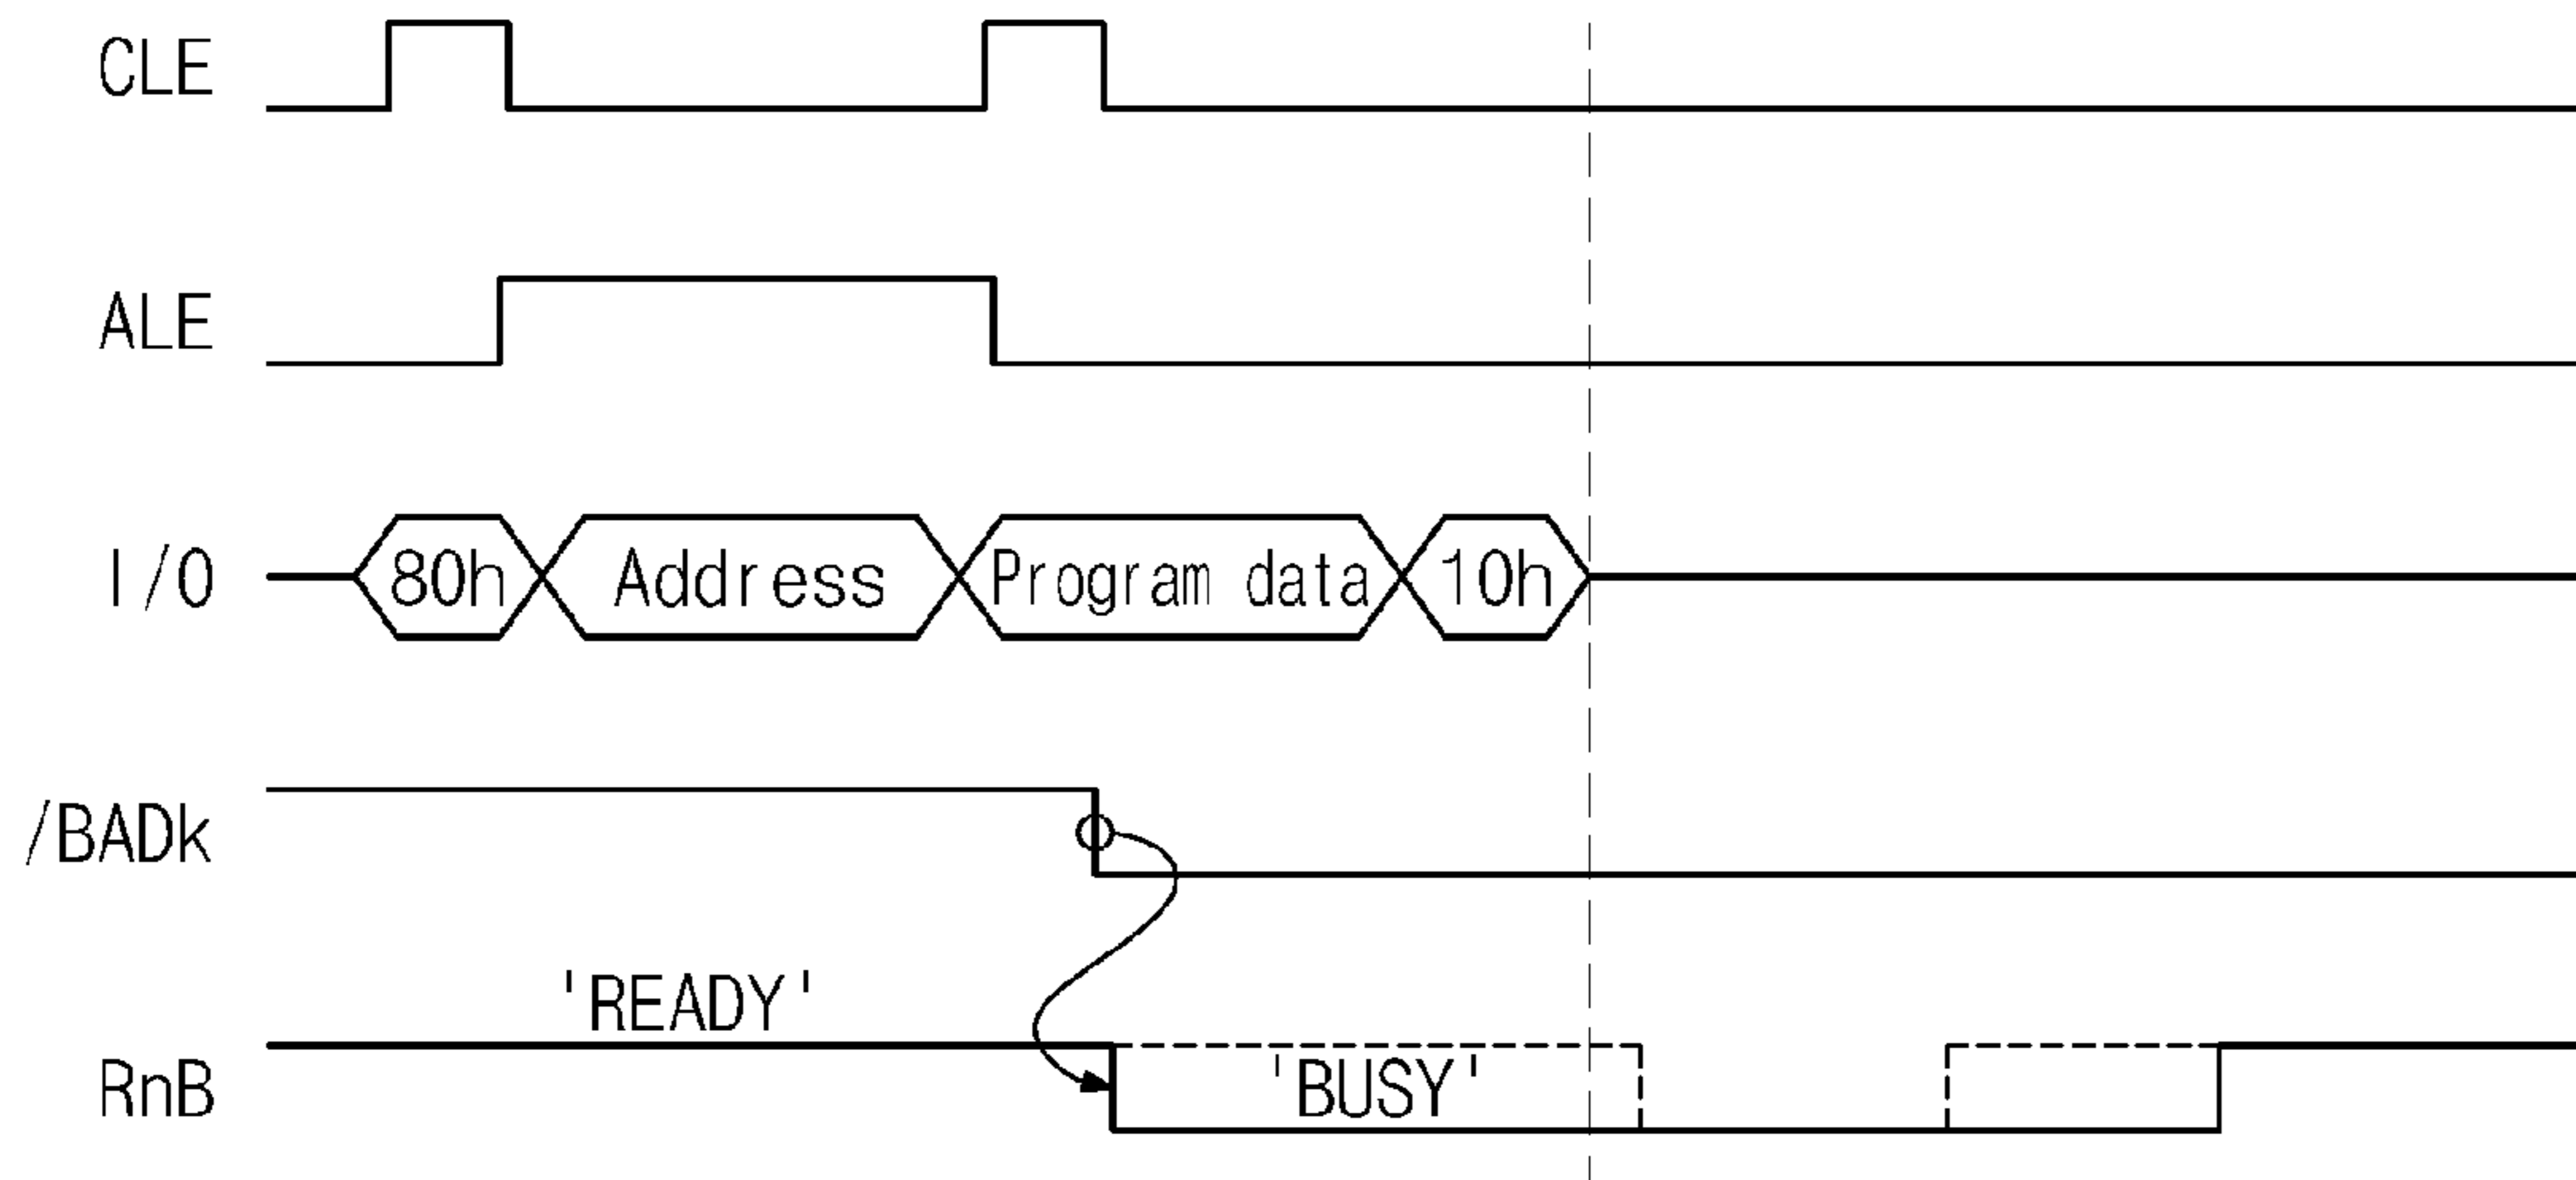 CLE
ALE
I/O 80h Address Program data 10h
/BADk
'READY'
RnB 'BUSY'